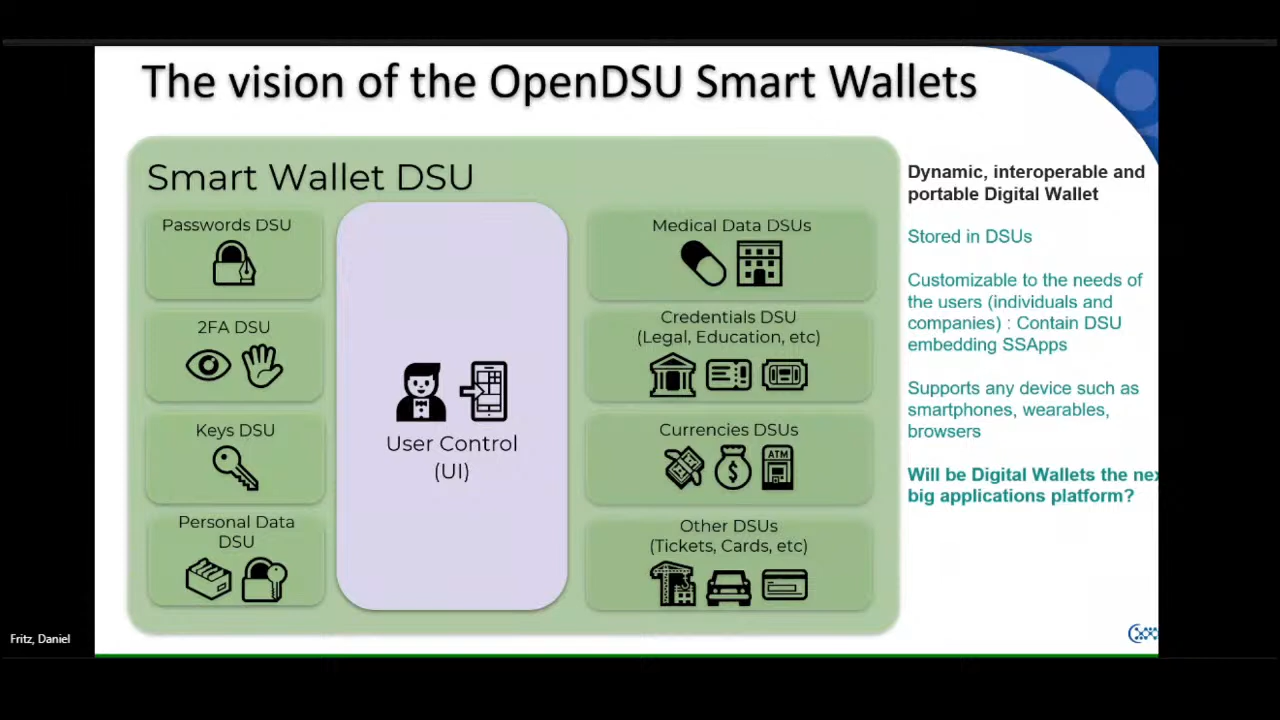 The vision of the OpenDSU Smart Wallets
Smart Wallet DSU
Passwords DSU
2FA DSU
Keys DSU
Personal Data
DSU
User Control
(UI)
Medical Data DSUs
Credentials DSU
(Legal, Education, etc)
Currencies DSUs
ATM
Other DSUs
(Tickets, Cards, etc)
Dynamic, interoperable and
portable Digital Wallet
Stored in DSUs
Customizable to the needs of
the users (individuals and
companies) : Contain DSU
embedding SSApps
Supports any device such as
smartphones, wearables,
browsers
Will be Digital Wallets the nex
big applications platform?
Fritz, Daniel